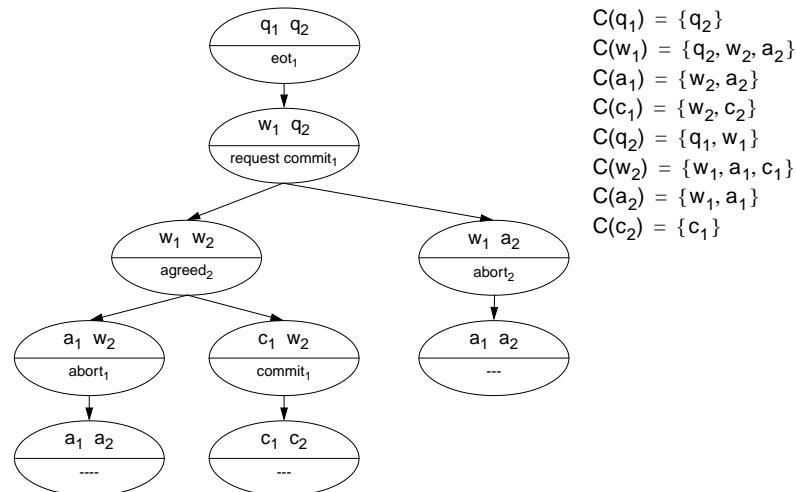 q₁ q₂
eot₁
w₁ q₂
request commit₁
w₁ w₂
agreed₂
w₁ a₂
abort₂
a₁ w₂
abort₁
c₁ w₂
commit₁
a₁ a₂
---
a₁ a₂
----
c₁ c₂
---
C(q₁) = {q₂}
C(w₁) = {q₂, w₂, a₂}
C(a₁) = {w₂, a₂}
C(c₁) = {w₂, c₂}
C(q₂) = {q₁, w₁}
C(w₂) = {w₁, a₁, c₁}
C(a₂) = {w₁, a₁}
C(c₂) = {c₁}